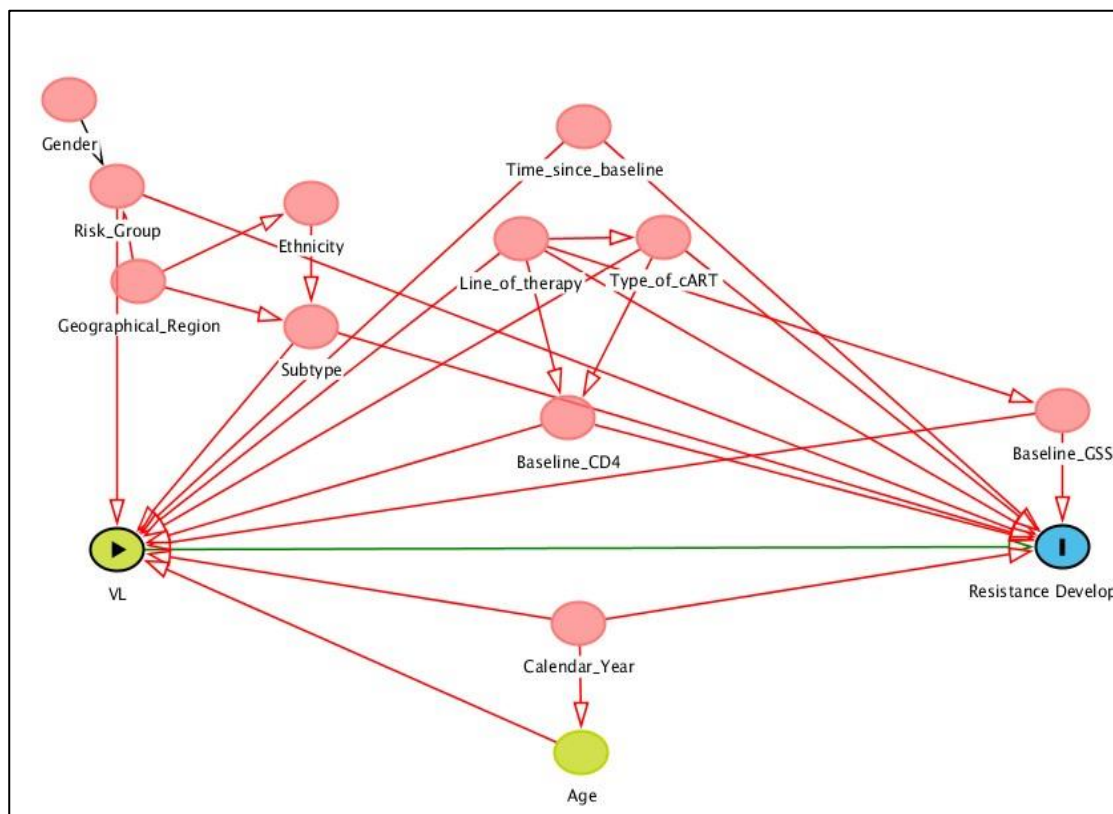 Gender
Time_since_baseline
Risk_Group
Ethnicity
Line_of_therapy
Type_of_cART
Geographical_Region
Subtype
Baseline_CD4
Baseline_GSS
VL
Resistance Develop
Calendar_Year
Age